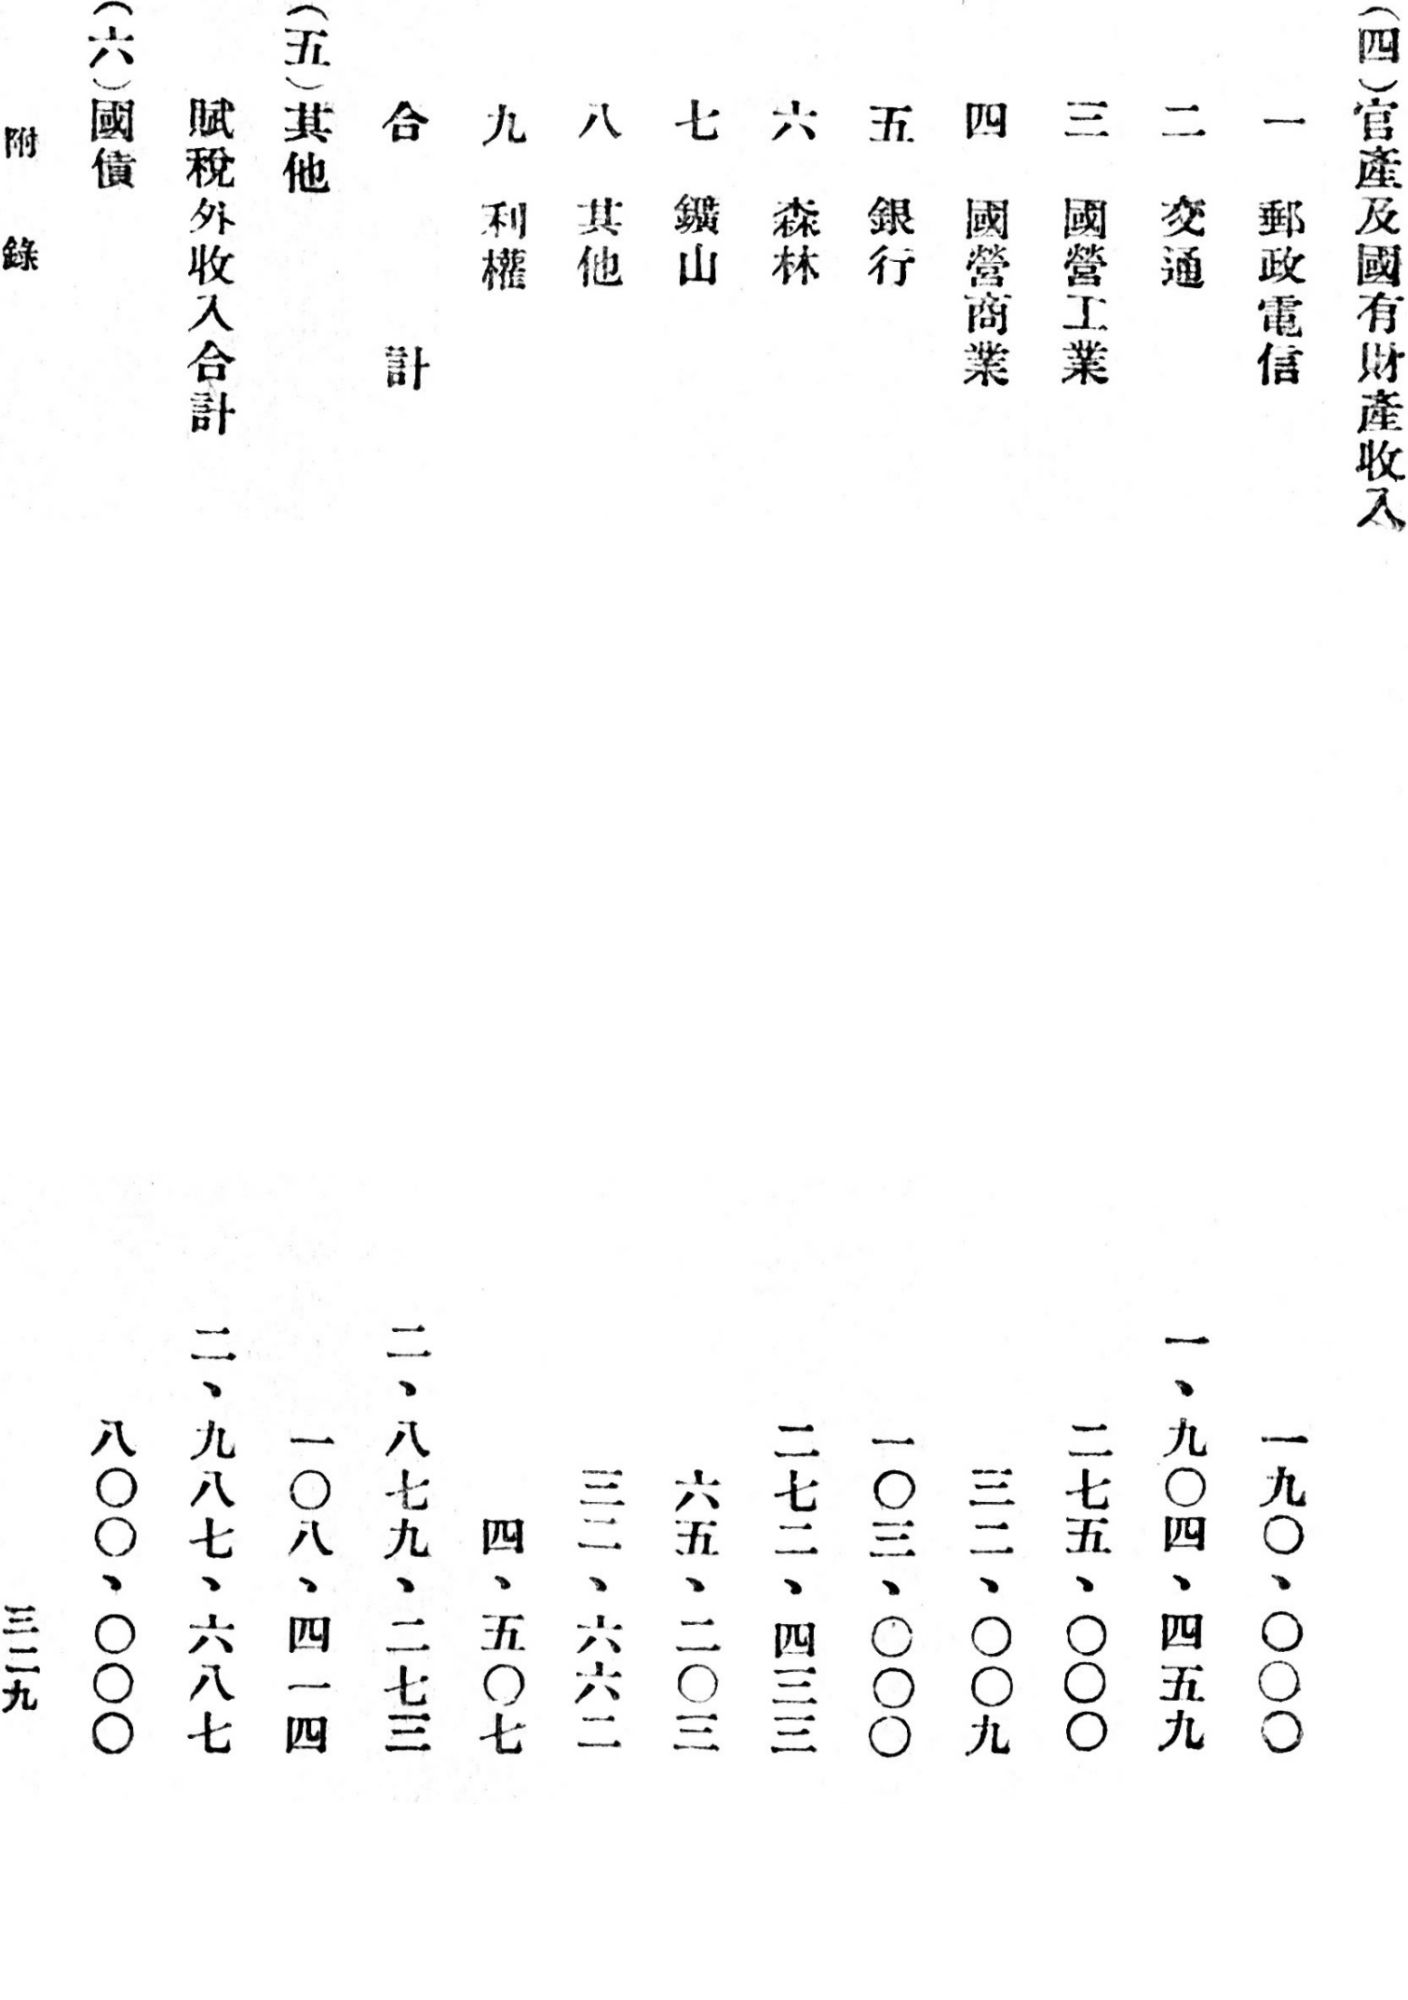 (四)官產及國有財產收入
一　郵政電信　一九〇、〇〇〇
二　交通　一、九〇四、四五九
三　國營工業　二七五、〇〇〇
四　國營商業　三二、〇〇九
五　銀行　一〇三、〇〇〇
六　森林　二七二、四三三
七　鑛山　六五、二〇三
八　其他　三二、六六二
九　利權　四、五〇七
合　計　二、八七九、二七三
(五)其他　一〇八、四一四
賦稅外收入合計　二、九八七、六八七
(六)國債　八〇〇、〇〇〇
附　錄　三二九